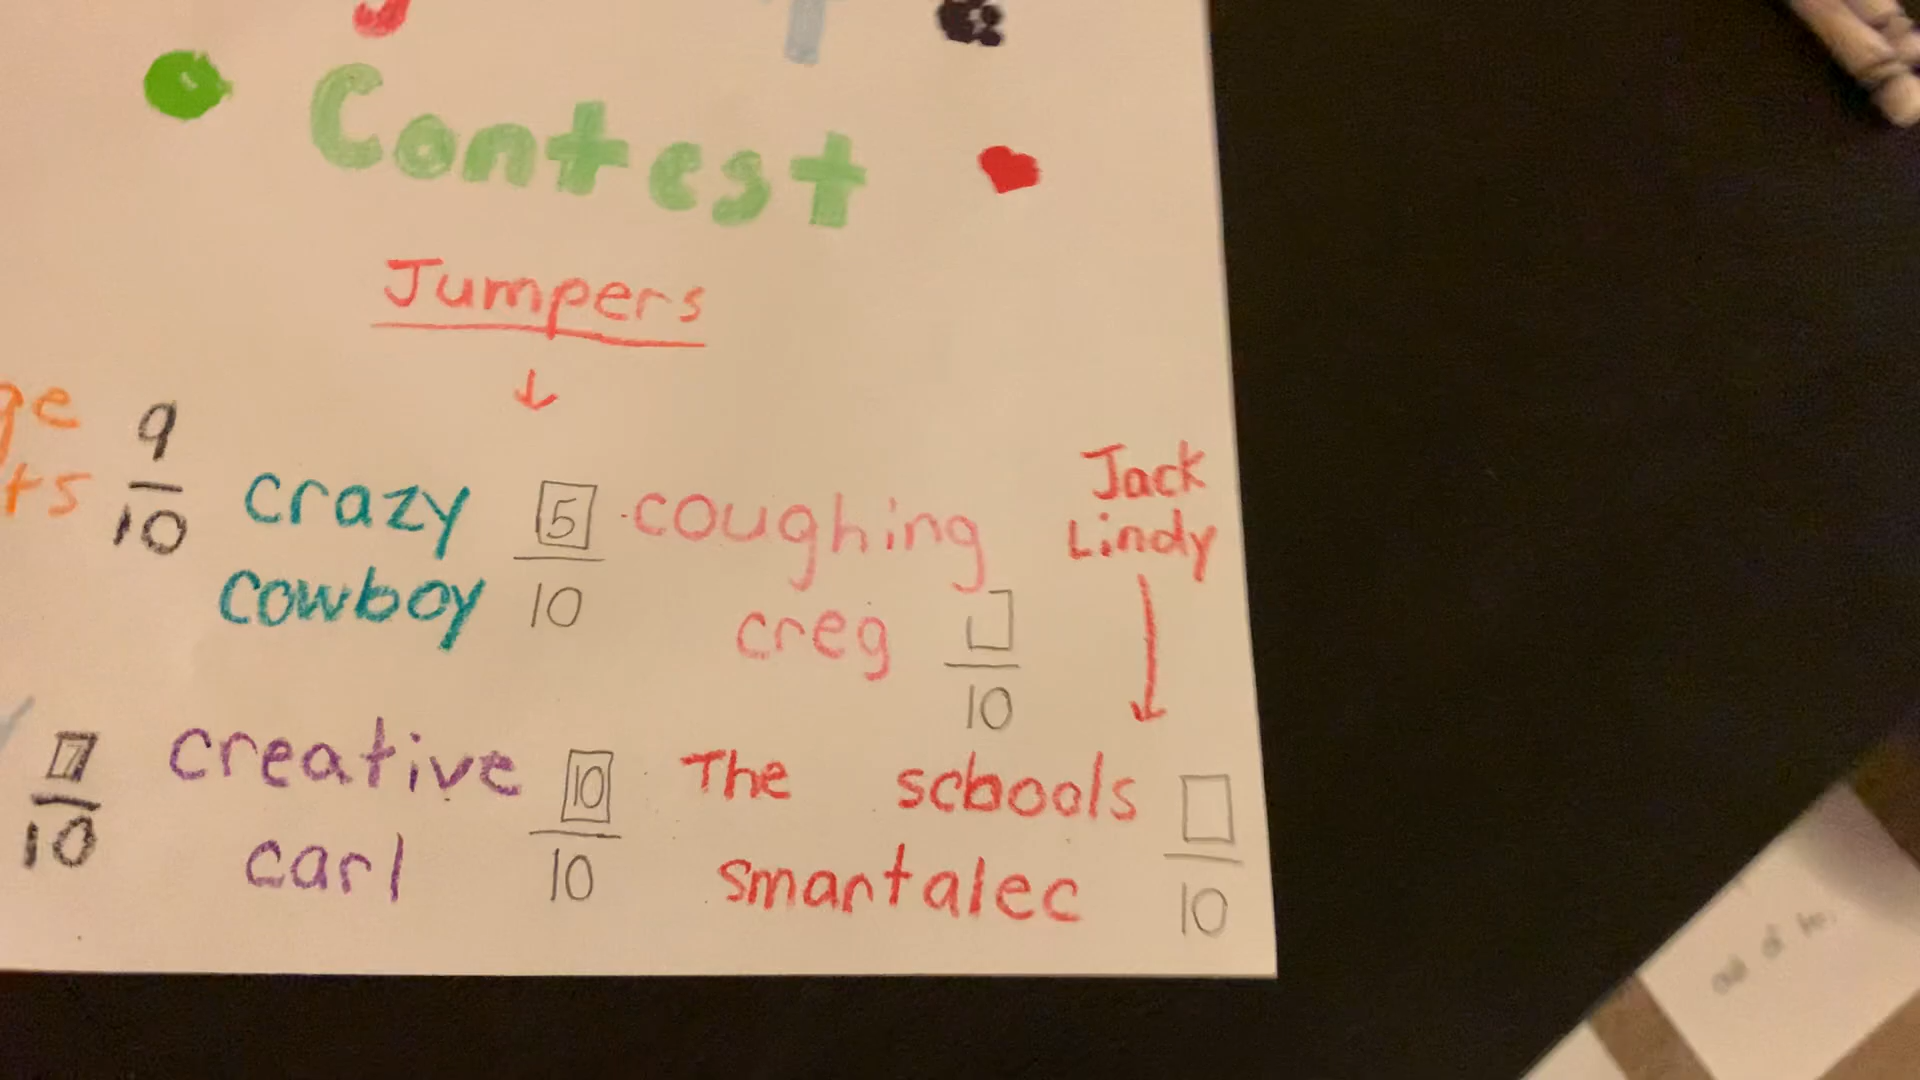 Contest
Jumpers
9
10
crazy
cowboy
5
10
coughing
creg
10
Jack
Lindy
7
10
creative
carl
10
10
The schools
smartalec
10